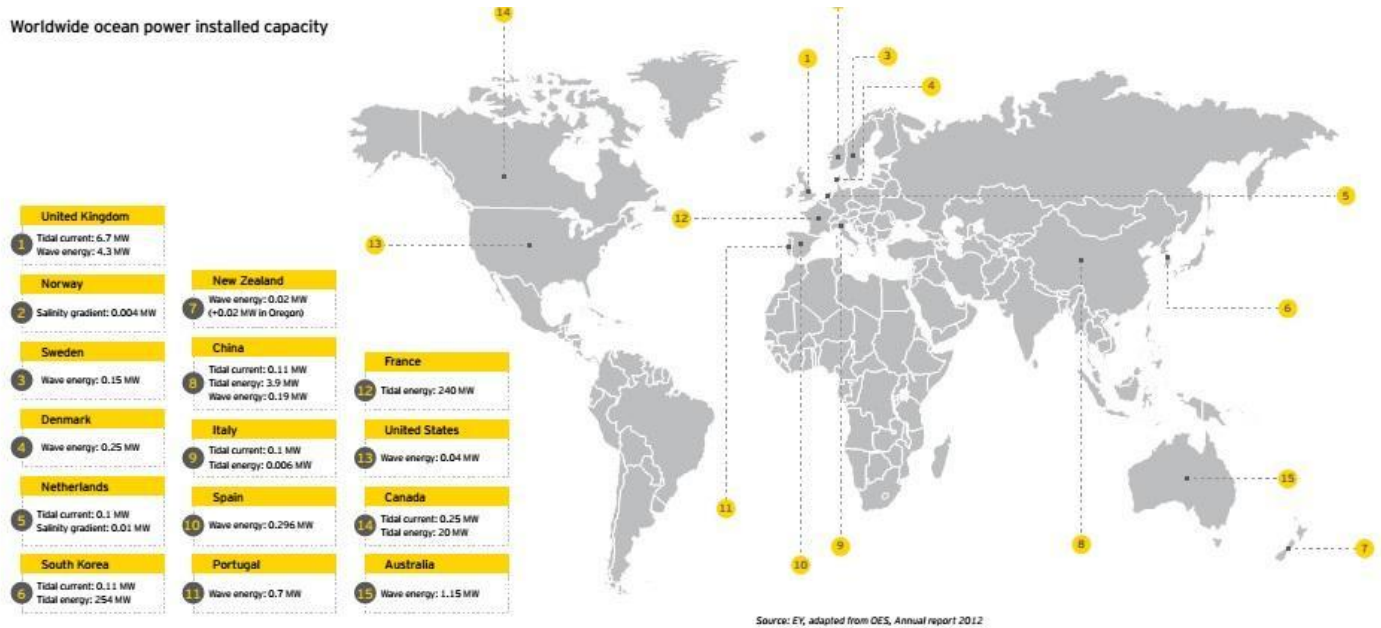 Worldwide ocean power installed capacity
United Kingdom
1
Tidal current: 6.7 MW
Wave energy: 4.3 MW
Norway
2
Salinity gradient: 0.004 MW
Sweden
3
Wave energy: 0.15 MW
Denmark
4
Wave energy: 0.25 MW
Netherlands
5
Tidal current: 0.1 MW
Salinity gradient: 0.01 MW
South Korea
6
Tidal current: 0.11 MW
Tidal energy: 254 MW
New Zealand
7
Wave energy: 0.02 MW
(+0.02 MW in Oregon)
China
8
Tidal current: 0.11 MW
Tidal energy: 3.9 MW
Wave energy: 0.19 MW
Italy
9
Tidal current: 0.1 MW
Tidal energy: 0.006 MW
Spain
10
Wave energy: 0.296 MW
Portugal
11
Wave energy: 0.7 MW
France
12
Tidal energy: 240 MW
United States
13
Wave energy: 0.04 MW
Canada
14
Tidal current: 0.25 MW
Tidal energy: 20 MW
Australia
15
Wave energy: 1.15 MW
14
1
3
4
5
12
13
6
11
15
9
8
7
10
Source: EY, adapted from OES, Annual report 2012